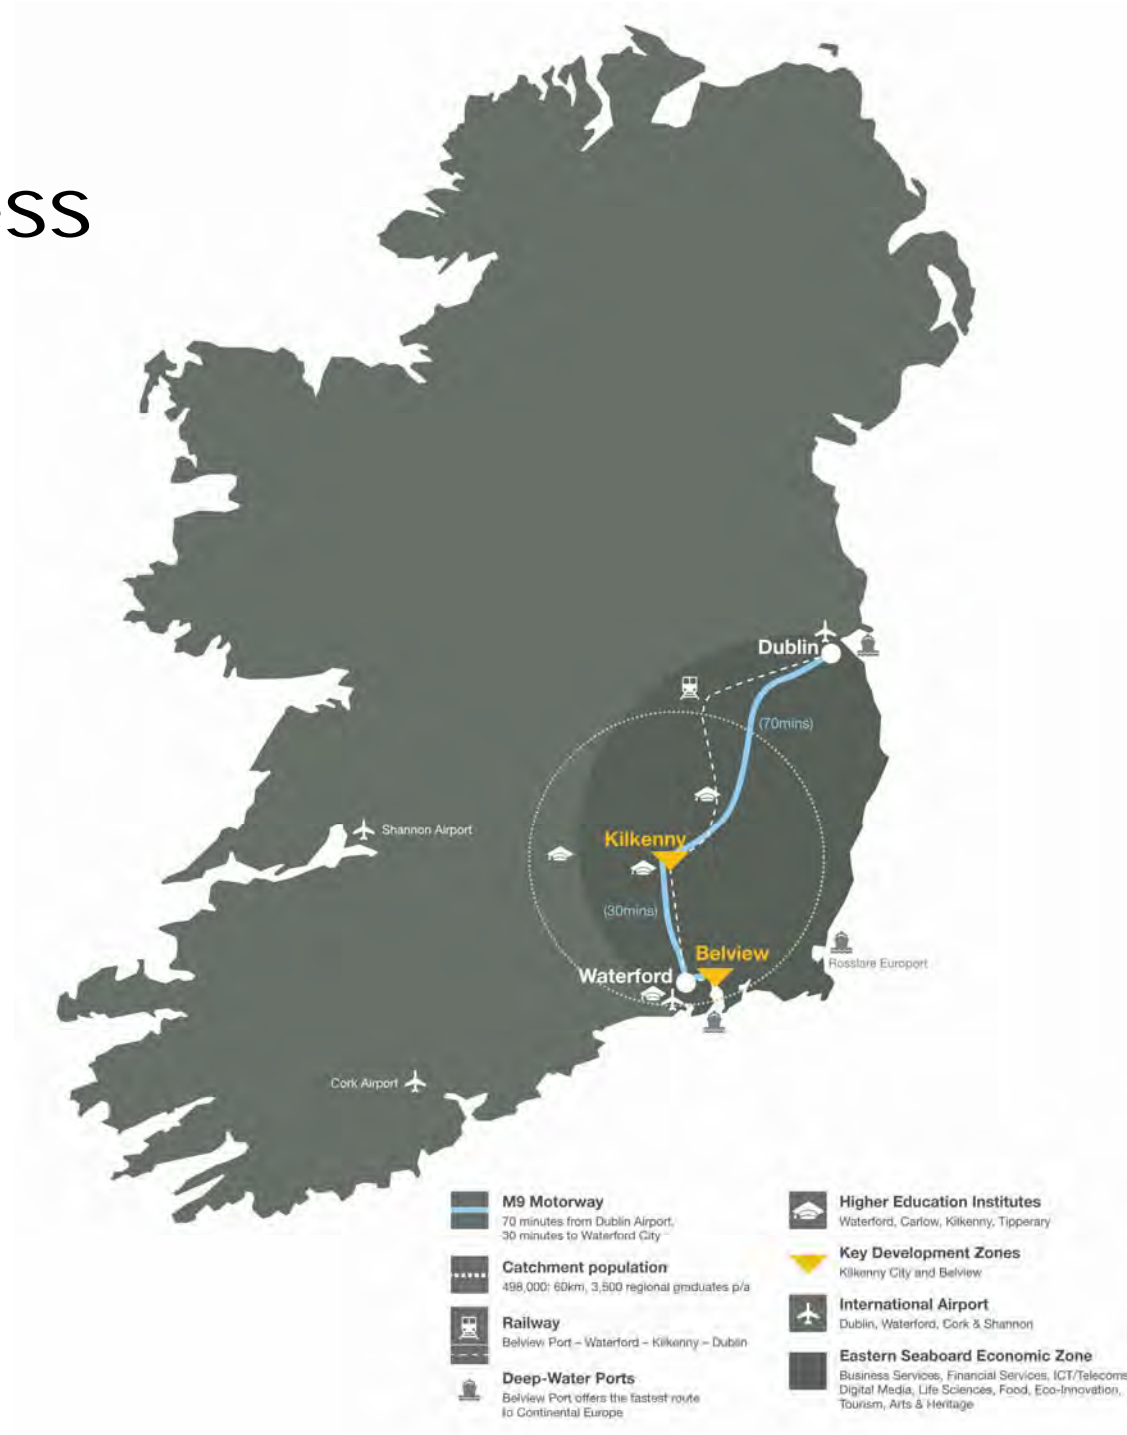 ss
Dublin
(70mins)
Kilkenny
Shannon Airport
(30mins)
Belview
Waterford
Rosslare Europort
Cork Airport
M9 Motorway
70 minutes from Dublin Airport,
30 minutes to Waterford City
Catchment population
498,000: 60km, 3,500 regional graduates p/a
Railway
Belview Port – Waterford – Kilkenny – Dublin
Deep-Water Ports
Belview Port offers the fastest route
to Continental Europe
Higher Education Institutes
Waterford, Carlow, Kilkenny, Tipperary
Key Development Zones
Kilkenny City and Belview
International Airport
Dublin, Waterford, Cork & Shannon
Eastern Seaboard Economic Zone
Business Services, Financial Services, ICT/Telecoms
Digital Media, Life Sciences, Food, Eco-Innovation,
Tourism, Arts & Heritage